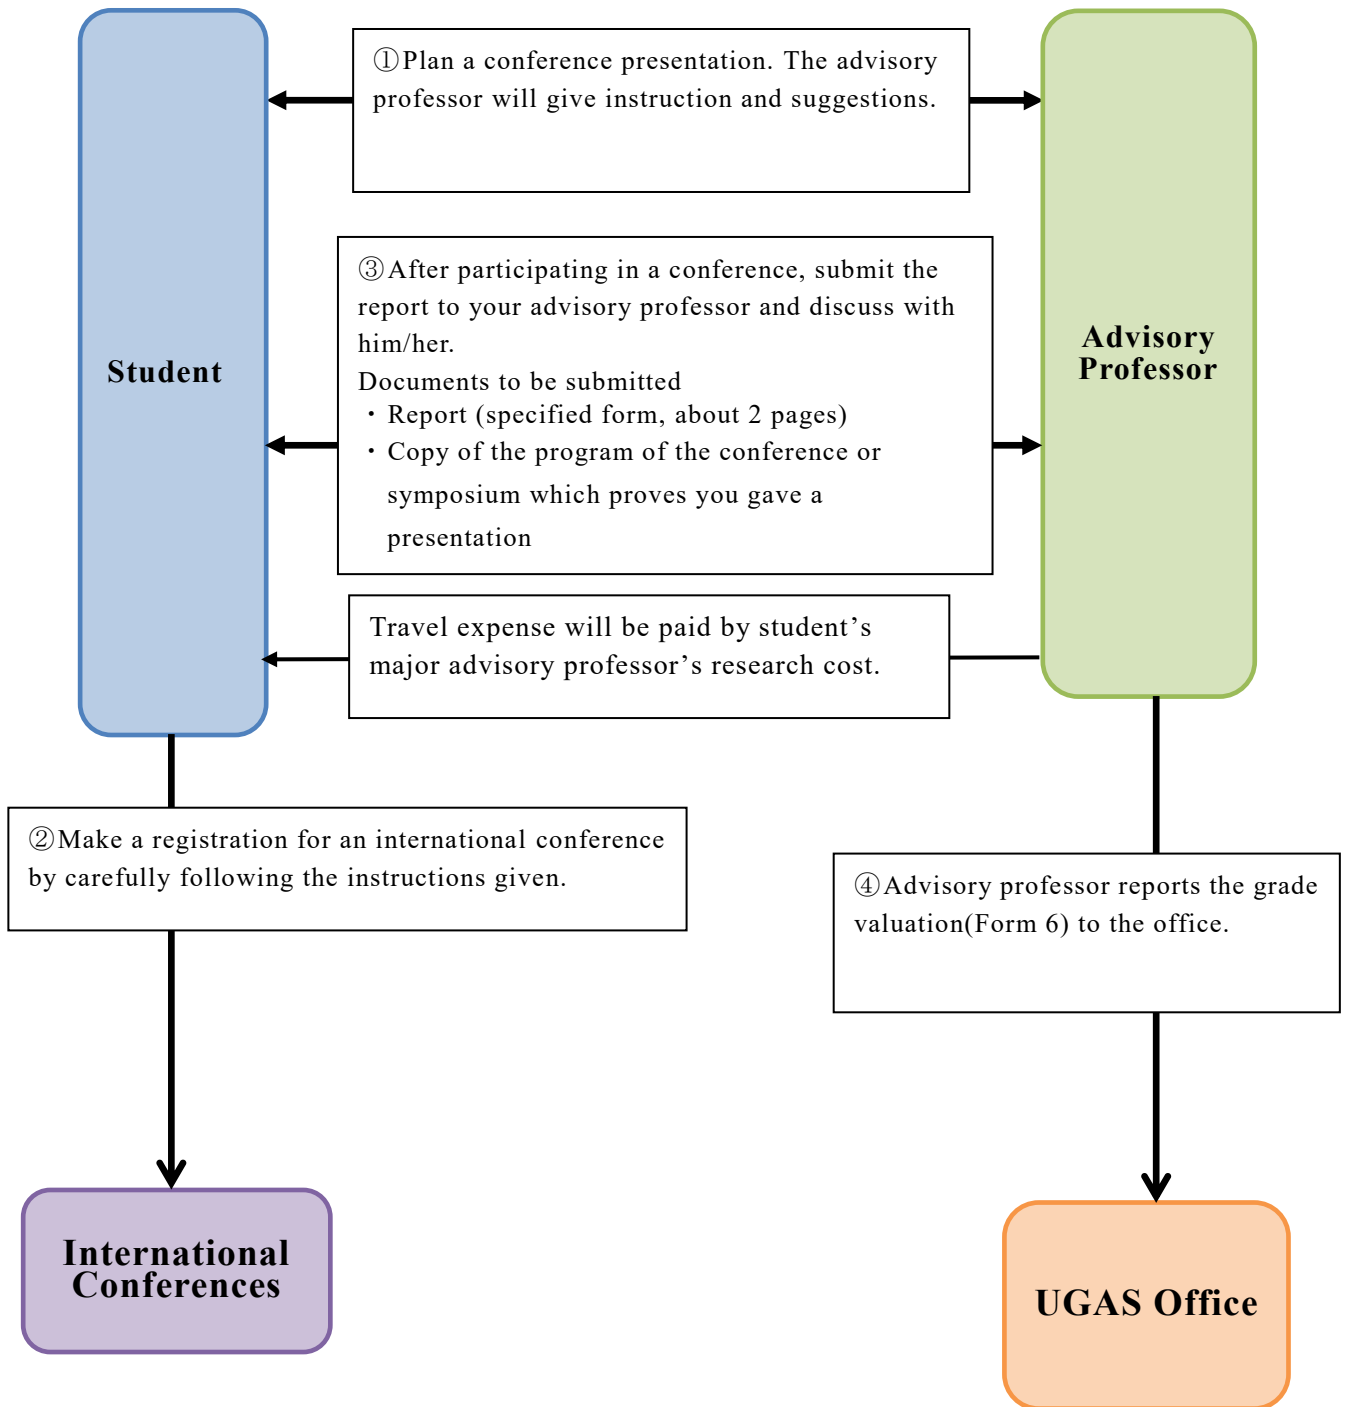 ①Plan a conference presentation. The advisory
professor will give instruction and suggestions.
③After participating in a conference, submit the
report to your advisory professor and discuss with
him/her.
Documents to be submitted
・Report (specified form, about 2 pages)
・Copy of the program of the conference or
symposium which proves you gave a
presentation
Student
Advisory
Professor
Travel expense will be paid by student’s
major advisory professor’s research cost.
②Make a registration for an international conference
by carefully following the instructions given.
④Advisory professor reports the grade
valuation(Form 6) to the office.
International
Conferences
UGAS Office